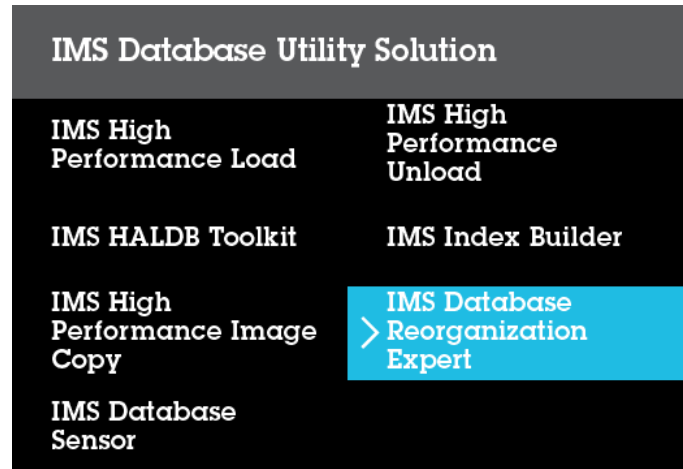 IMS Database Utility Solution
IMS High
Performance Load
IMS High
Performance
Unload
IMS HALDB Toolkit
IMS Index Builder
IMS High
Performance Image
Copy
IMS Database
Reorganization
Expert
IMS Database
Sensor